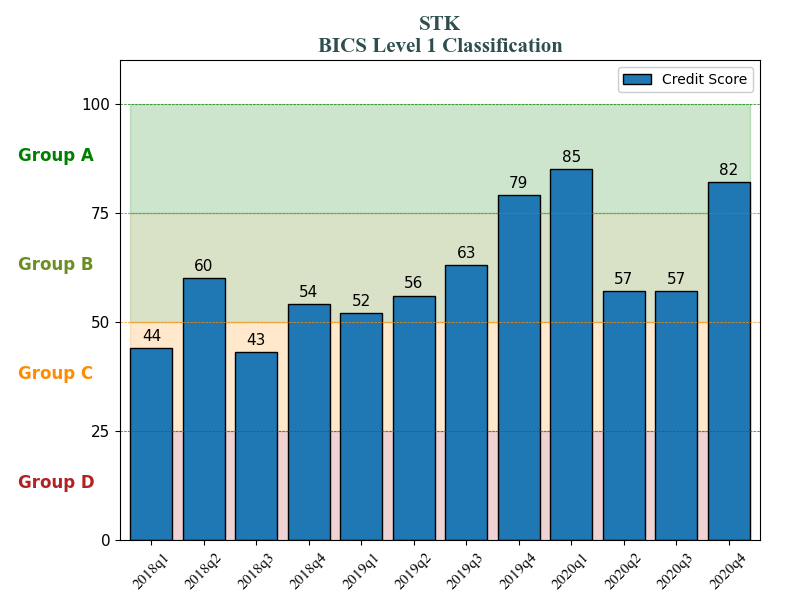 STK
BICS Level 1 Classification
Credit Score
100
Group A
85
82
79
75
Group B
63
60
57
57
56
54
52
50
44
43
Group C
25
Group D
0
2018q1
2018q2
2018q3
2018q4
2019q1
2019q2
2019q3
2019q4
2020q1
2020q2
2020q3
2020q4